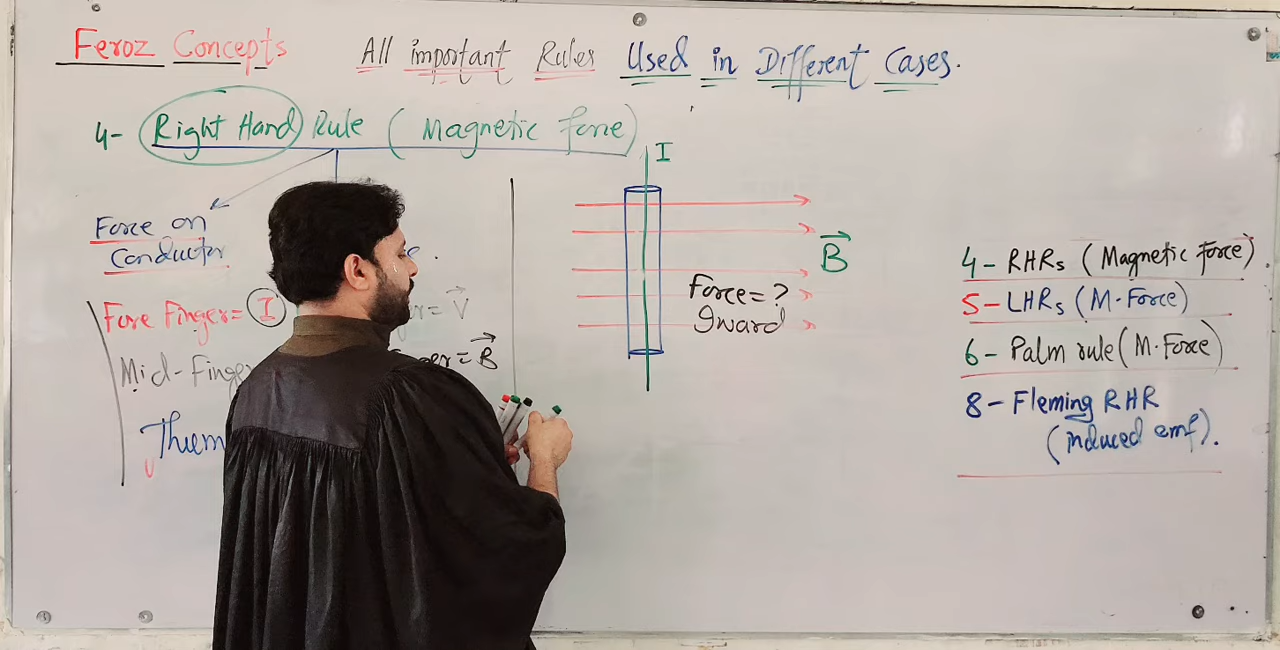 Feroz Concepts All important Rules Used in Different Cases.
4- Right Hand Rule (Magnetic force)
Force on
Conductor
Fore Finger = I
Mid-Finger
Thum
= V
= B
I
B
Force = ?
Inward
4- RHRs (Magnetic force).
5- LHRs (M.Force)
6- Palm rule (M.Force)
8- Fleming RHR
(induced emf).